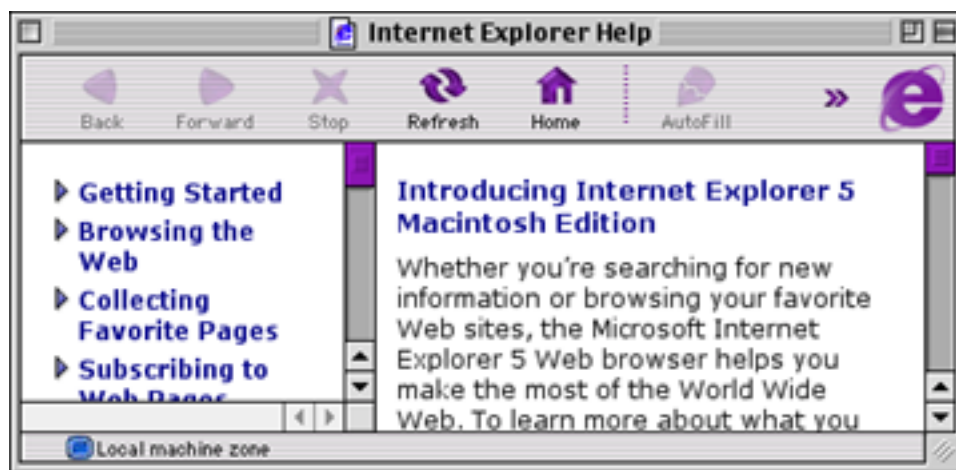 Internet Explorer Help
Back Forward Stop Refresh Home AutoFill »
Getting Started
Browsing the
Web
Collecting
Favorite Pages
Subscribing to
Web Pages
Introducing Internet Explorer 5
Macintosh Edition
Whether you're searching for new
information or browsing your favorite
Web sites, the Microsoft Internet
Explorer 5 Web browser helps you
make the most of the World Wide
Web. To learn more about what you
Local machine zone